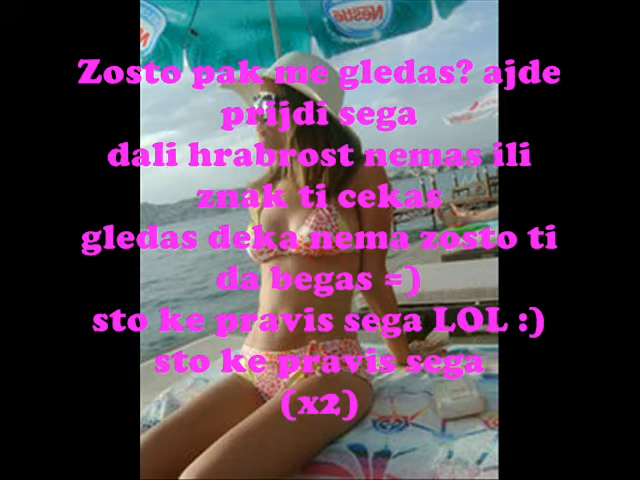 Nestlé
Zosto pak me gledas? ajde
prijdi sega
dali hrabrost nemas ili
znak ti cekas
gledas deka nema zosto ti
da begas =)
sto ke pravis sega LOL :)
sto ke pravis sega
(x2)